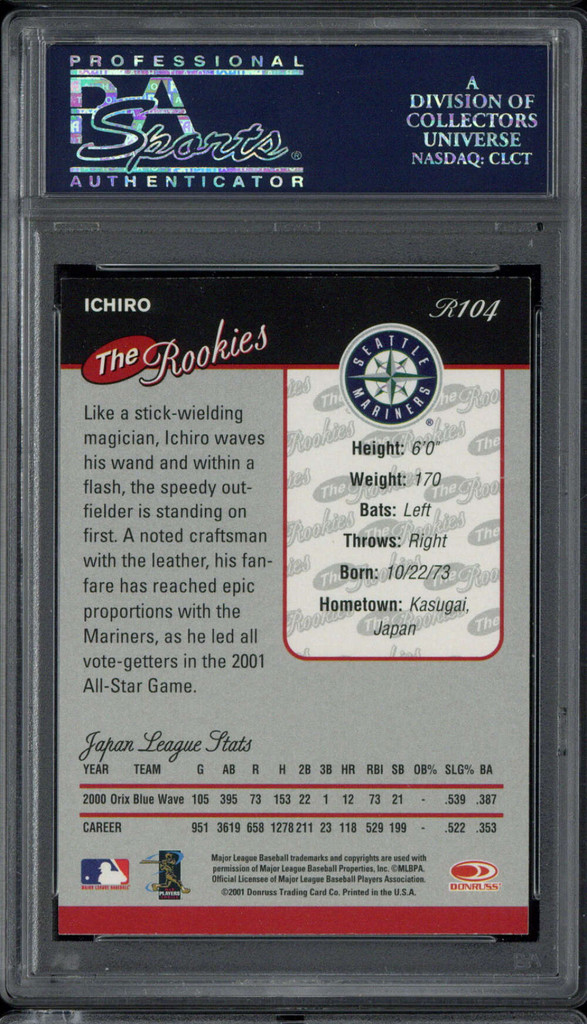 PROFESSIONAL
PSA
Sports®
AUTHENTICATOR
A
DIVISION OF
COLLECTORS
UNIVERSE
NASDAQ: CLCT
ICHIRO
R104
The Rookies
SEATTLE
MARINERS
®
Like a stick-wielding
magician, Ichiro waves
his wand and within a
flash, the speedy out-
fielder is standing on
first. A noted craftsman
with the leather, his fan-
fare has reached epic
proportions with the
Mariners, as he led all
vote-getters in the 2001
All-Star Game.
Height: 6'0"
Weight: 170
Bats: Left
Throws: Right
Born: 10/22/73
Hometown: Kasugai,
Japan
Japan League Stats
YEAR TEAM G AB R H 2B 3B HR RBI SB OB% SLG% BA
2000 Orix Blue Wave 105 395 73 153 22 1 12 73 21 - .539 .387
CAREER 951 3619 658 1278 211 23 118 529 199 - .522 .353
MAJOR LEAGUE BASEBALL
PLAYERS
Major League Baseball trademarks and copyrights are used with
permission of Major League Baseball Properties, Inc. ©MLBPA.
Official Licensee of Major League Baseball Players Association.
©2001 Donruss Trading Card Co. Printed in the U.S.A.
DONRUSS